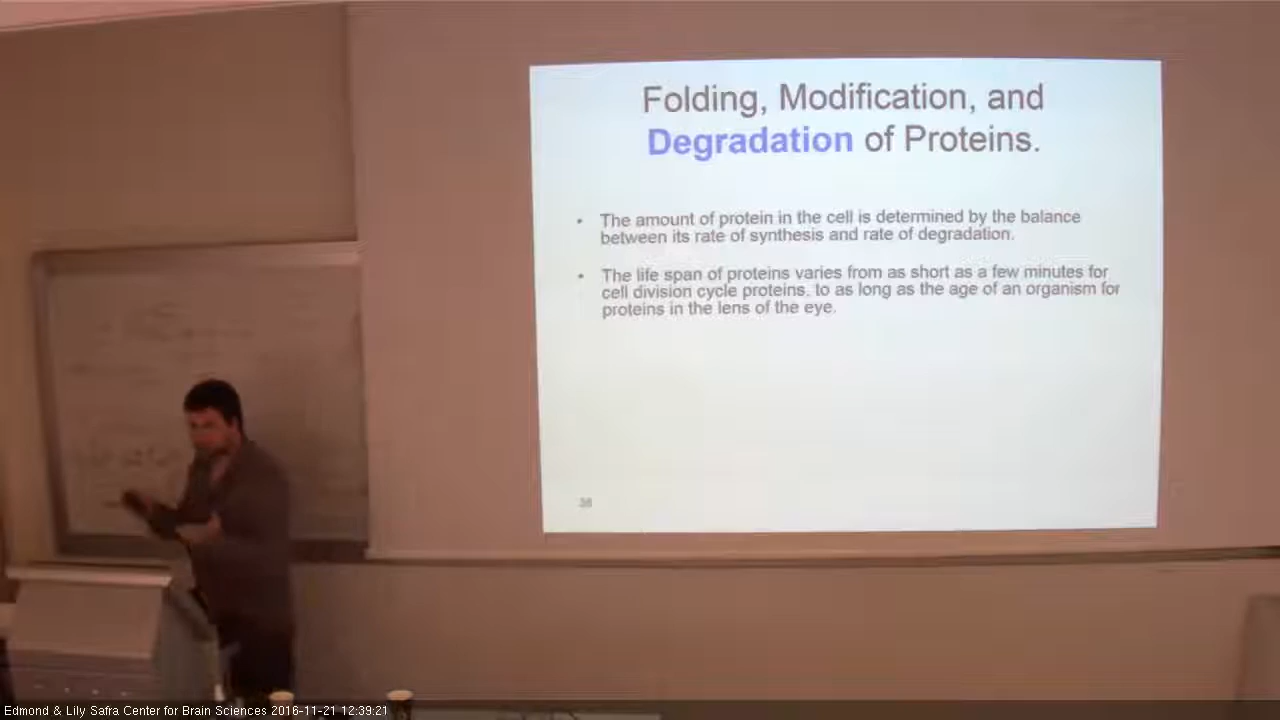 Folding, Modification, and
Degradation of Proteins.
• The amount of protein in the cell is determined by the balance
between its rate of synthesis and rate of degradation.
• The life span of proteins varies from as short as a few minutes for
cell division cycle proteins, to as long as the age of an organism for
proteins in the lens of the eye.
Edmond & Lily Safra Center for Brain Sciences 2016-11-21 12:39:21